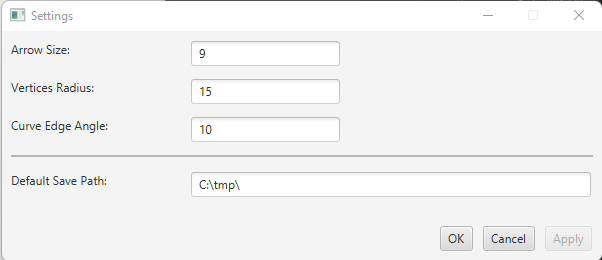 Settings
Arrow Size: 9
Vertices Radius: 15
Curve Edge Angle: 10
Default Save Path: C:\tmp\
OK Cancel Apply